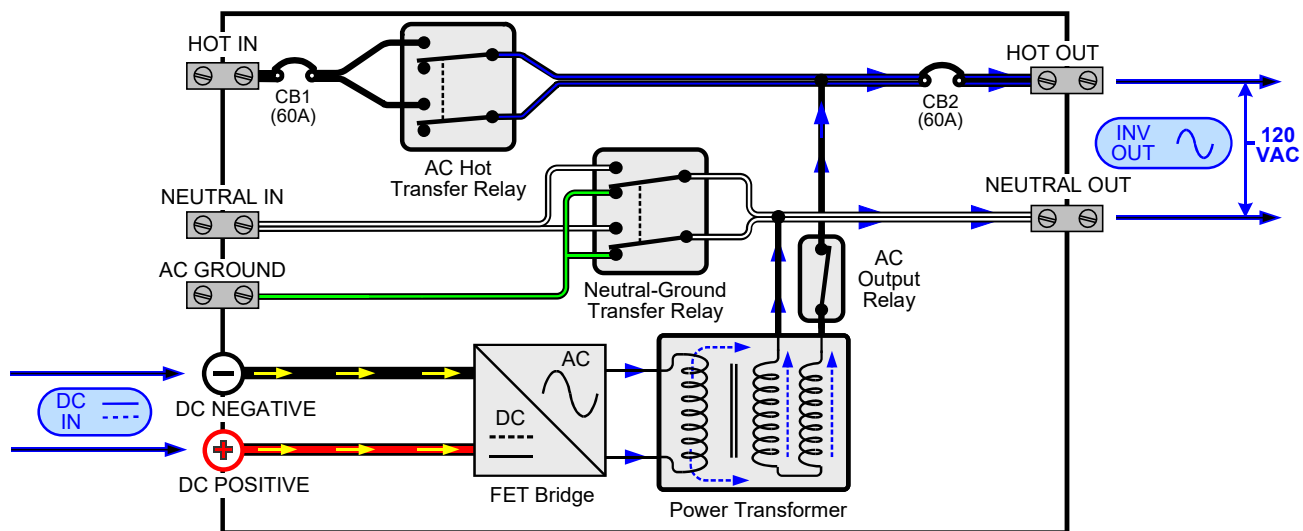 HOT IN
CB1
(60A)
AC Hot
Transfer Relay
HOT OUT
CB2
(60A)
INV
OUT
120
VAC
NEUTRAL IN
NEUTRAL OUT
AC GROUND
Neutral-Ground
Transfer Relay
AC
Output
Relay
DC
IN
DC NEGATIVE
DC POSITIVE
AC
DC
FET Bridge
Power Transformer